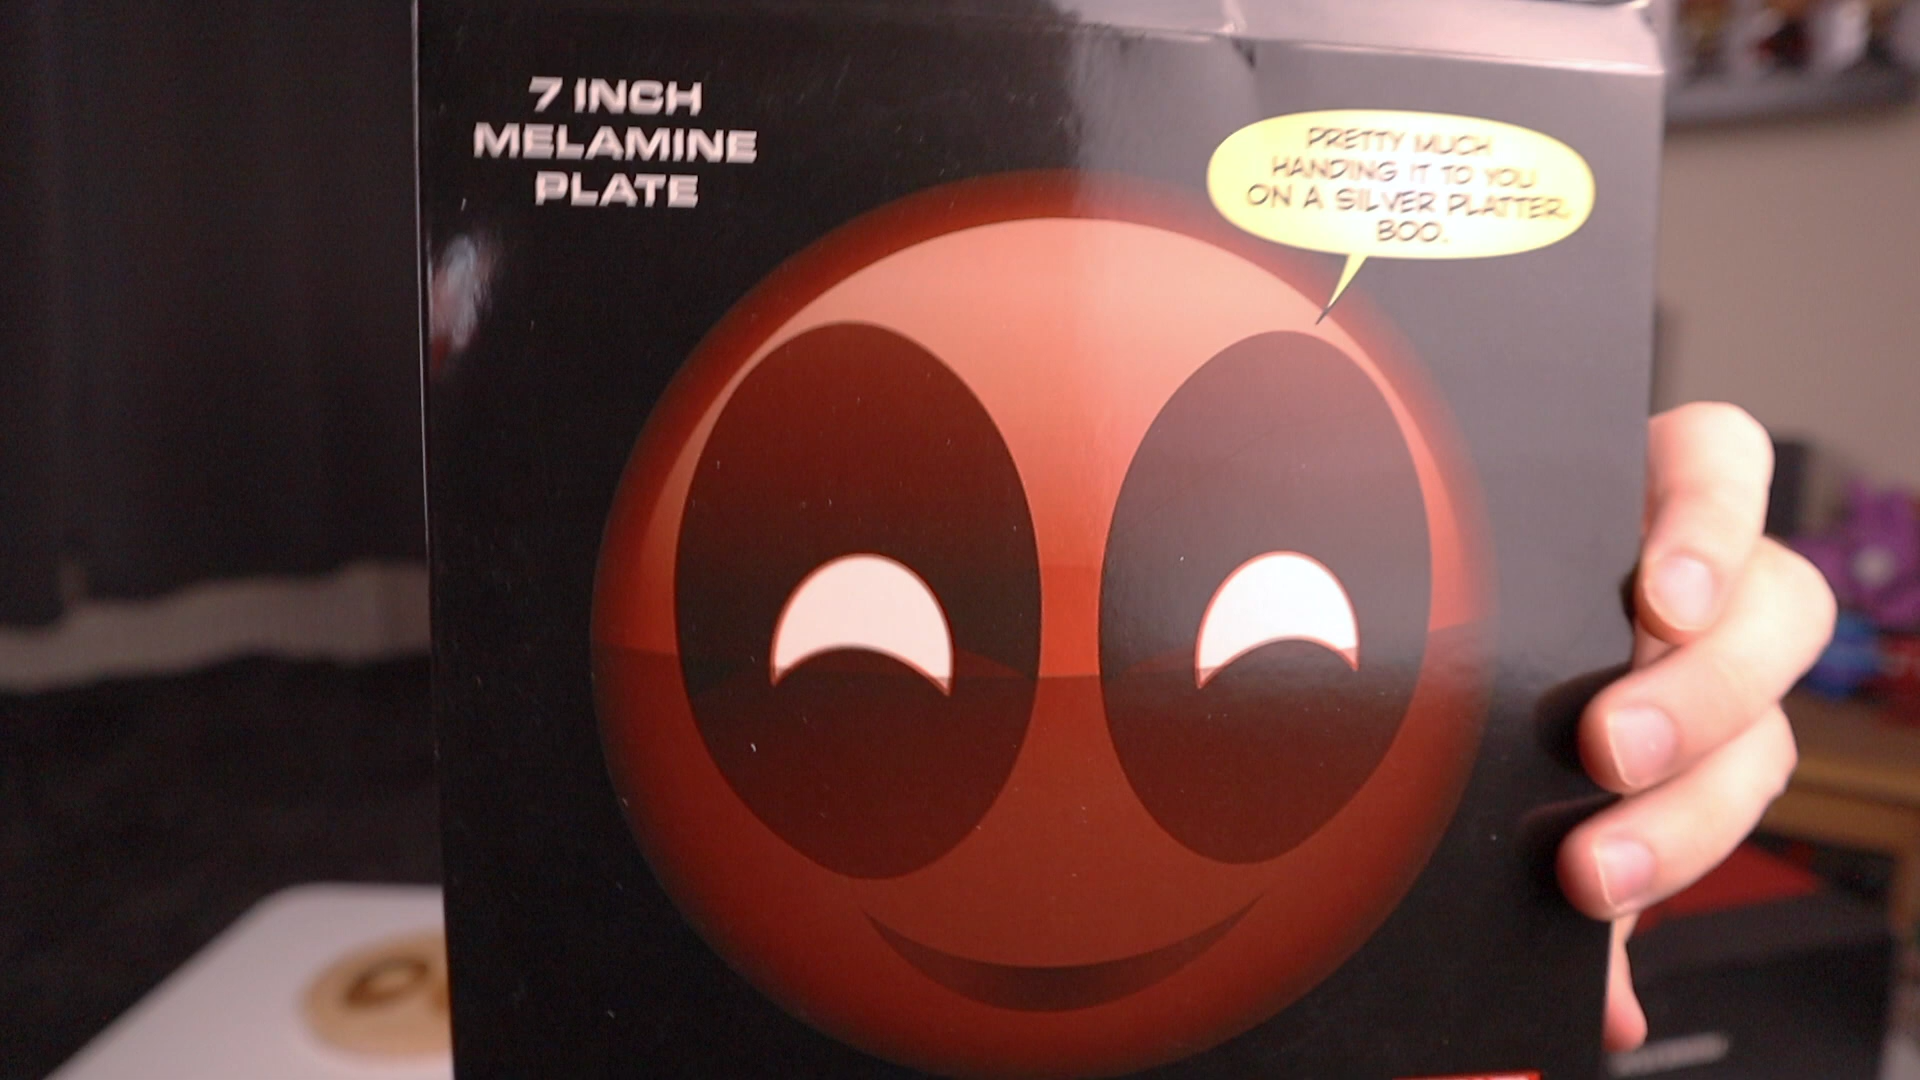 7 INCH
MELAMINE
PLATE
PRETTY MUCH
HANDING IT TO YOU
ON A SILVER PLATTER,
BOO.